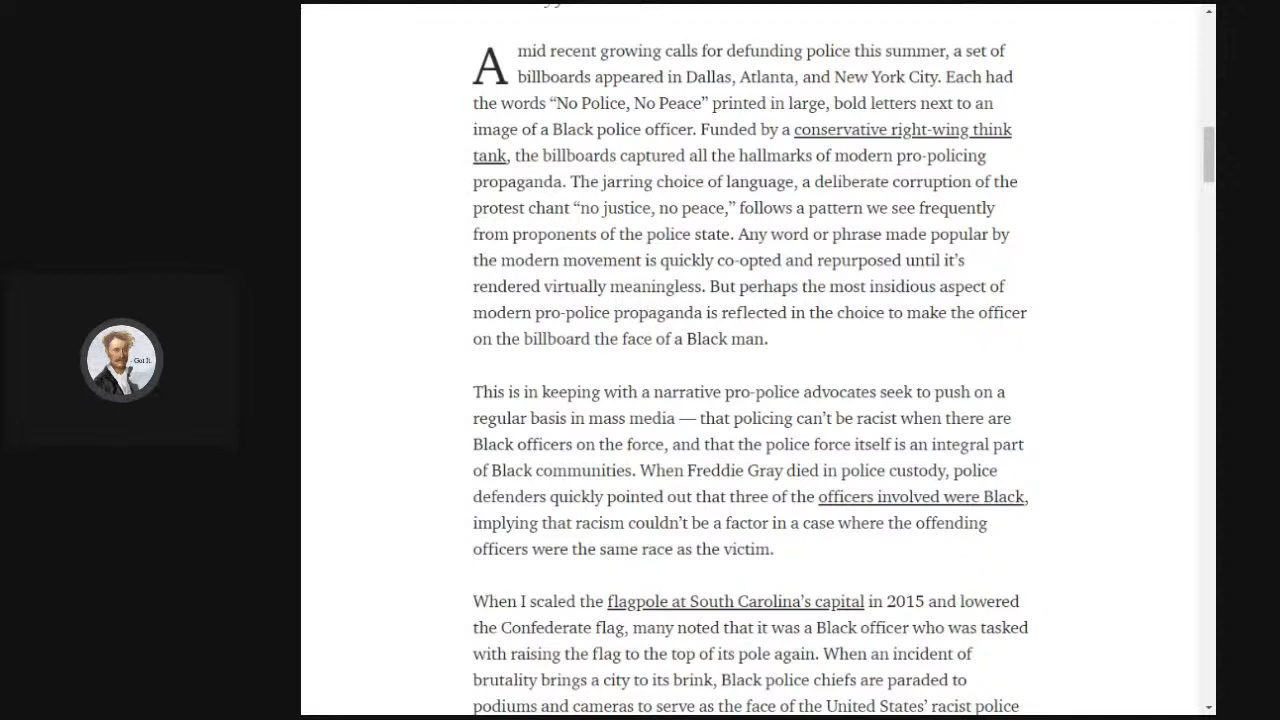 Amid recent growing calls for defunding police this summer, a set of
billboards appeared in Dallas, Atlanta, and New York City. Each had
the words “No Police, No Peace” printed in large, bold letters next to an
image of a Black police officer. Funded by a conservative right-wing think
tank, the billboards captured all the hallmarks of modern pro-policing
propaganda. The jarring choice of language, a deliberate corruption of the
protest chant “no justice, no peace,” follows a pattern we see frequently
from proponents of the police state. Any word or phrase made popular by
the modern movement is quickly co-opted and repurposed until it’s
rendered virtually meaningless. But perhaps the most insidious aspect of
modern pro-police propaganda is reflected in the choice to make the officer
on the billboard the face of a Black man.
This is in keeping with a narrative pro-police advocates seek to push on a
regular basis in mass media — that policing can’t be racist when there are
Black officers on the force, and that the police force itself is an integral part
of Black communities. When Freddie Gray died in police custody, police
defenders quickly pointed out that three of the officers involved were Black,
implying that racism couldn’t be a factor in a case where the offending
officers were the same race as the victim.
When I scaled the flagpole at South Carolina’s capital in 2015 and lowered
the Confederate flag, many noted that it was a Black officer who was tasked
with raising the flag to the top of its pole again. When an incident of
brutality brings a city to its brink, Black police chiefs are paraded to
podiums and cameras to serve as the face of the United States’ racist police
- Got It.